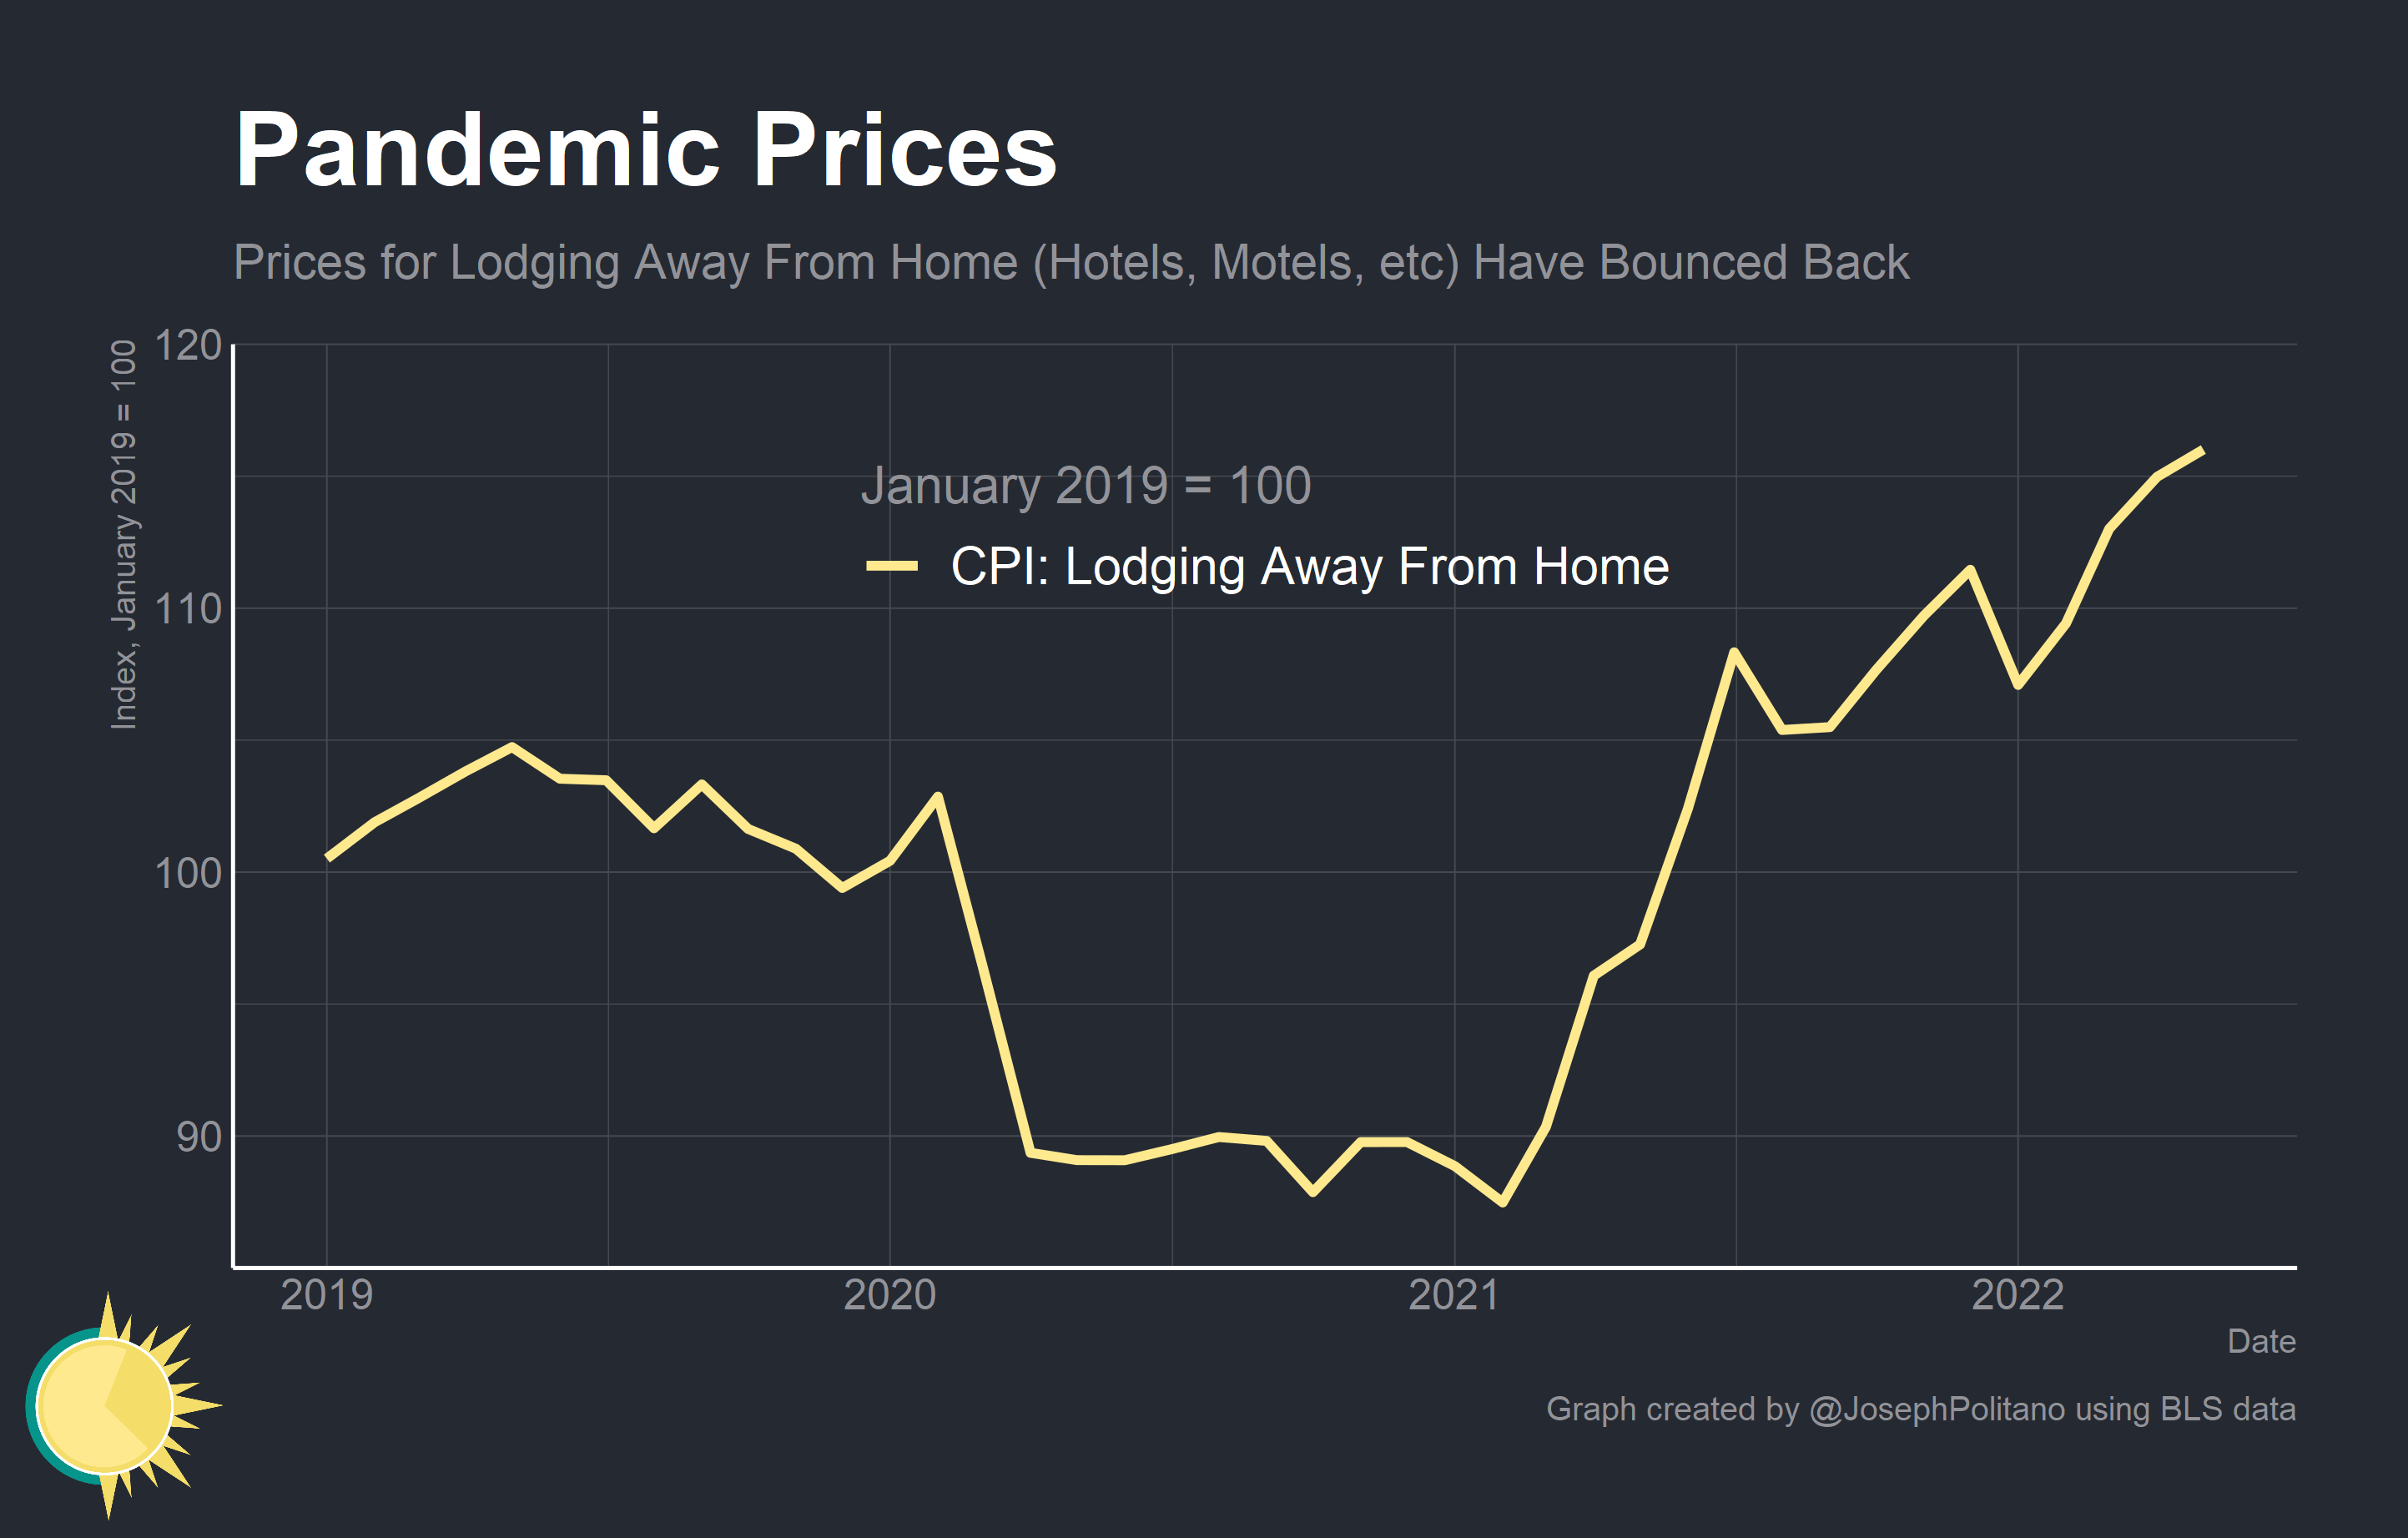 Pandemic Prices
Prices for Lodging Away From Home (Hotels, Motels, etc) Have Bounced Back
Index, January 2019 = 100
120
110
100
90
January 2019 = 100
CPI: Lodging Away From Home
2019 2020 2021 2022
Date
Graph created by @JosephPolitano using BLS data